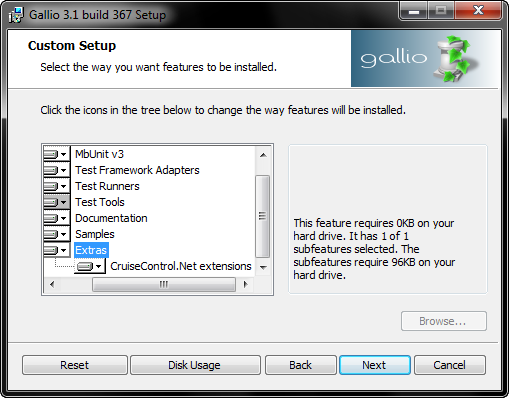 Gallio 3.1 build 367 Setup
Custom Setup
Select the way you want features to be installed.
gallio
Click the icons in the tree below to change the way features will be installed.
MbUnit v3
Test Framework Adapters
Test Runners
Test Tools
Documentation
Samples
Extras
CruiseControl.Net extensions
This feature requires 0KB on your
hard drive. It has 1 of 1
subfeatures selected. The
subfeatures require 96KB on your
hard drive.
Browse...
Reset
Disk Usage
Back
Next
Cancel